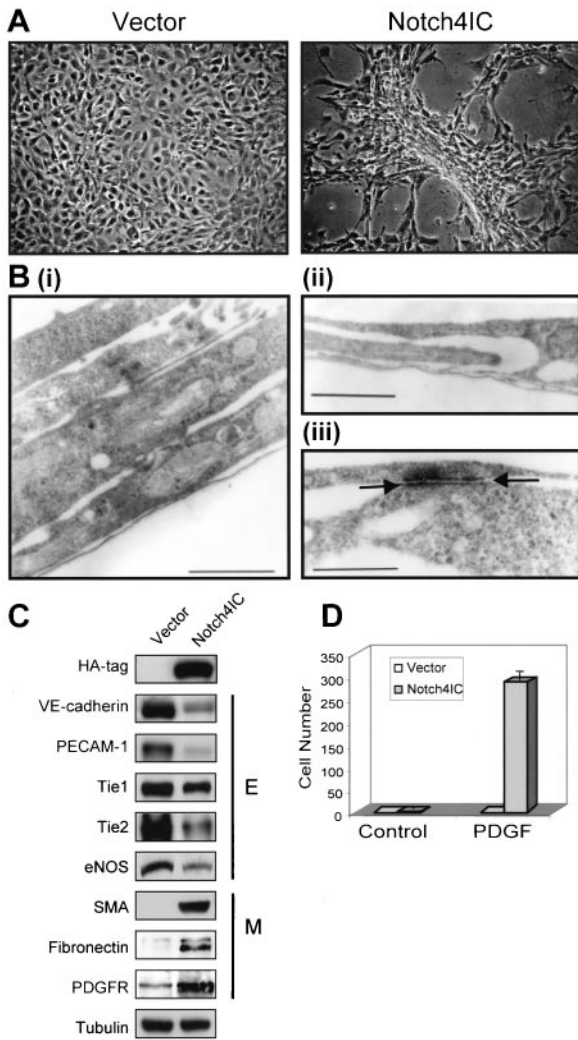 A
Vector
Notch4IC
B (i)
(ii)
(iii)
C
Vector
Notch4IC
HA-tag
VE-cadherin
PECAM-1
Tie1
Tie2
eNOS
E
SMA
Fibronectin
PDGFR
M
Tubulin
D
Cell Number
350
300
250
200
150
100
50
0
Vector
Notch4IC
Control
PDGF